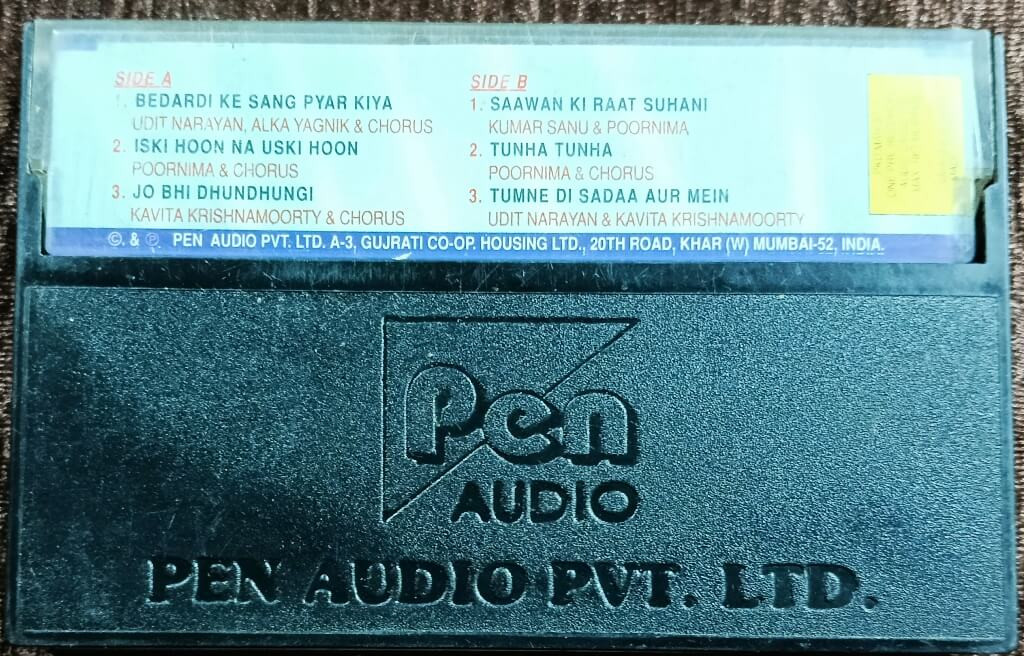 SIDE A
1. BEDARDI KE SANG PYAR KIYA
UDIT NARAYAN, ALKA YAGNIK & CHORUS
2. ISKI HOON NA USKI HOON
POORNIMA & CHORUS
3. JO BHI DHUNDHUNGI
KAVITA KRISHNAMOORTY & CHORUS
SIDE B
1. SAAWAN KI RAAT SUHANI
KUMAR SANU & POORNIMA
2. TUNHA TUNHA
POORNIMA & CHORUS
3. TUMNE DI SADAA AUR MEIN
UDIT NARAYAN & KAVITA KRISHNAMOORTY
©. & ℗. PEN AUDIO PVT. LTD. A-3, GUJRATI CO-OP. HOUSING LTD., 20TH ROAD, KHAR (W) MUMBAI-52, INDIA.
Pen
AUDIO
PEN AUDIO PVT. LTD.